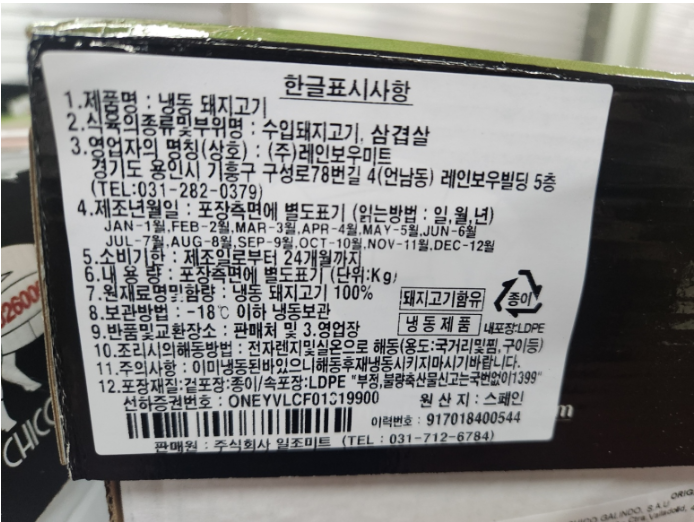 한글표시사항
1.제품명 : 냉동 돼지고기
2.식육의종류및부위명 : 수입돼지고기, 삼겹살
3.영업자의 명칭(상호) : (주)레인보우미트
경기도 용인시 기흥구 구성로78번길 4(언남동) 레인보우빌딩 5층
(TEL:031-282-0379)
4.제조년월일 : 포장측면에 별도표기 (읽는방법 : 일,월,년)
JAN-1월,FEB-2월,MAR-3월,APR-4월,MAY-5월,JUN-6월
JUL-7월,AUG-8월,SEP-9월,OCT-10월,NOV-11월,DEC-12월
5.소비기한 : 제조일로부터 24개월까지
6.내 용 량 : 포장측면에 별도표기 (단위:Kg)
7.원재료명및함량 : 냉동 돼지고기 100%
돼지고기함유
종이
8.보관방법 : -18℃ 이하 냉동보관
냉동제품
내포장:LDPE
9.반품및교환장소 : 판매처 및 3.영업장
10.조리시의해동방법 : 전자렌지및실온으로 해동(용도:국거리및찜,구이등)
11.주의사항 : 이미냉동된바있으니해동후재냉동시키지마시기바랍니다.
12.포장재질:겉포장:종이/속포장:LDPE "부정,불량축산물신고는국번없이1399"
선하증권번호 : ONEYVLCF01319900
원 산 지 : 스페인
이력번호 : 917018400544
판매원 : 주식회사 일조미트 (TEL : 031-712-6784)
CHICO
m
ORIG
GALINDO, S.A.U